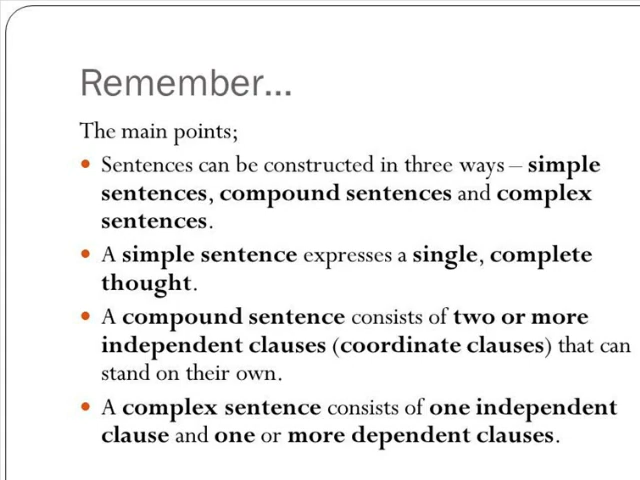 Remember...
The main points;
• Sentences can be constructed in three ways – simple
sentences, compound sentences and complex
sentences.
• A simple sentence expresses a single, complete
thought.
• A compound sentence consists of two or more
independent clauses (coordinate clauses) that can
stand on their own.
• A complex sentence consists of one independent
clause and one or more dependent clauses.